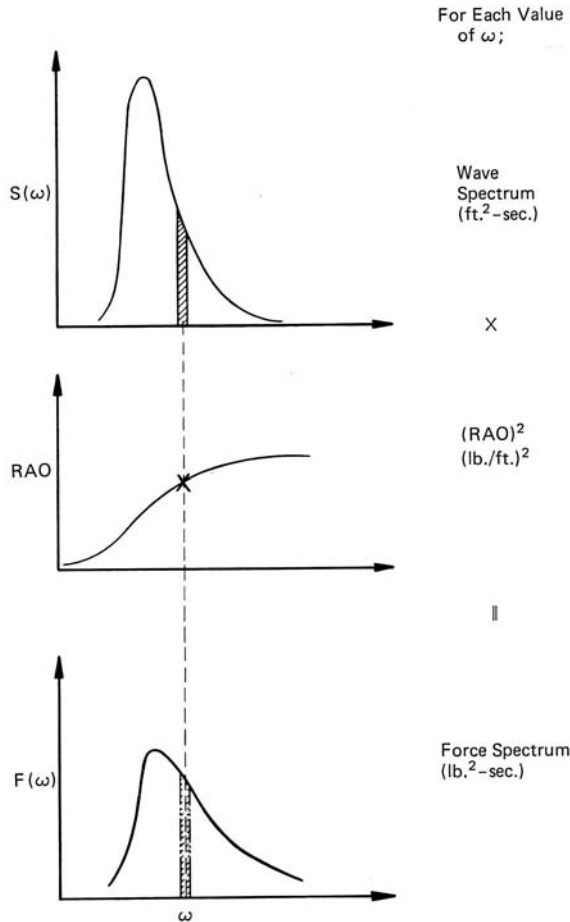 For Each Value
of ω;
S(ω)
Wave
Spectrum
(ft.²-sec.)
X
RAO
(RAO)²
(lb./ft.)²
X
||
F(ω)
Force Spectrum
(lb.²-sec.)
ω